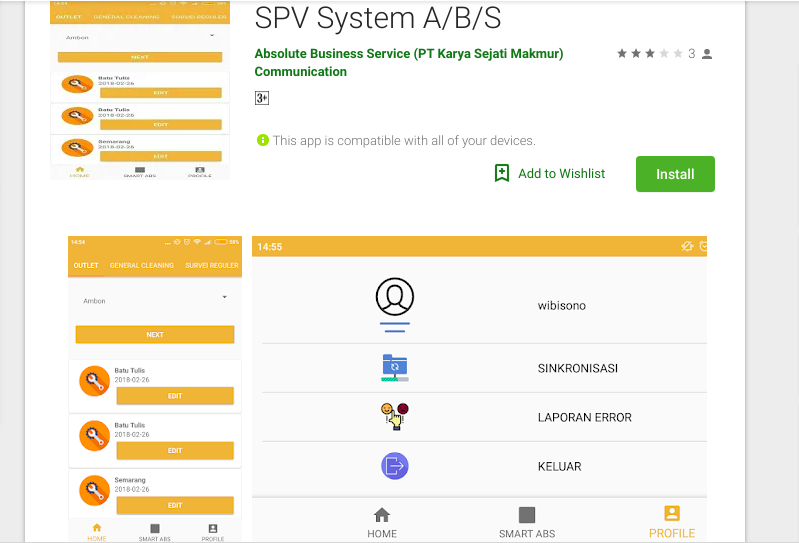 OUTLET GENERAL CLEANING SURVEI REGULER
Ambon
NEXT
Batu Tulis
2018-02-26
EDIT
Batu Tulis
2018-02-26
EDIT
Semarang
2018-02-26
EDIT
HOME SMART ABS PROFILE
SPV System A/B/S
Absolute Business Service (PT Karya Sejati Makmur)
Communication
3
3+
This app is compatible with all of your devices.
Add to Wishlist
Install
14:54
OUTLET GENERAL CLEANING SURVEI REGULER
Ambon
NEXT
Batu Tulis
2018-02-26
EDIT
Batu Tulis
2018-02-26
EDIT
Semarang
2018-02-26
EDIT
HOME SMART ABS PROFILE
14:55
wibisono
SINKRONISASI
LAPORAN ERROR
KELUAR
HOME SMART ABS PROFILE